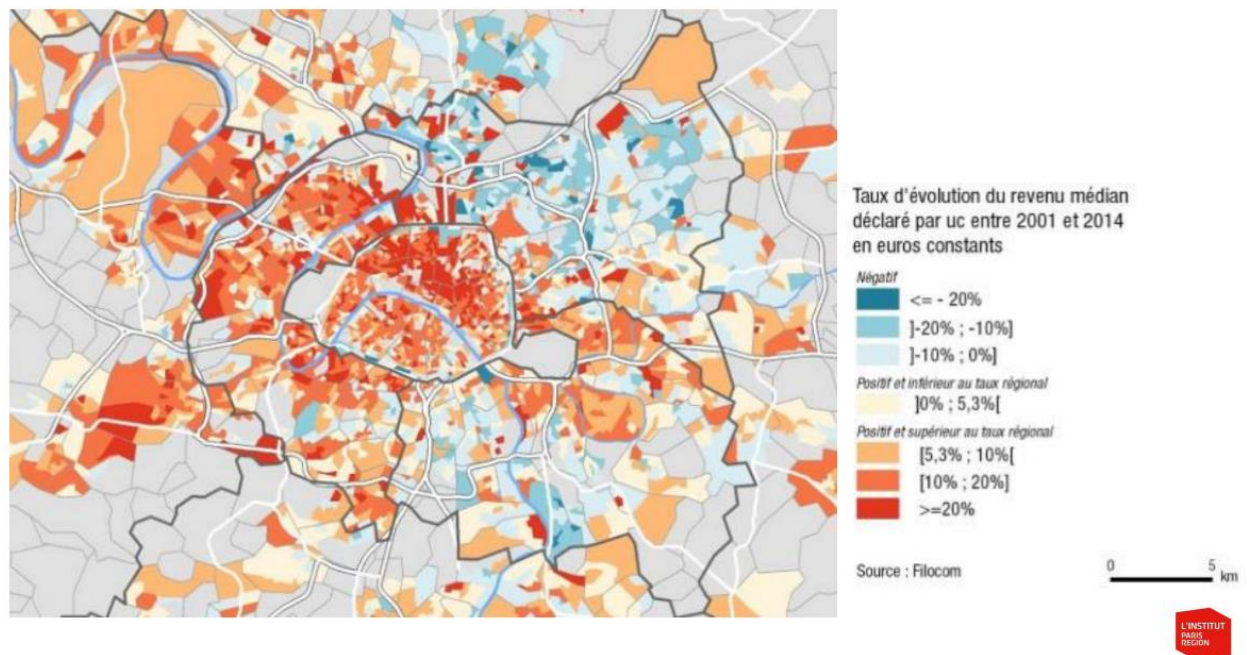 Taux d'évolution du revenu médian
déclaré par uc entre 2001 et 2014
en euros constants
Négatif
<= - 20%
]-20% ; -10%]
]-10% ; 0%]
Positif et inférieur au taux régional
]0% ; 5,3%[
Positif et supérieur au taux régional
[5,3% ; 10%[
[10% ; 20%]
>=20%
Source : Filocom
0 5
km
L'INSTITUT
PARIS
REGION